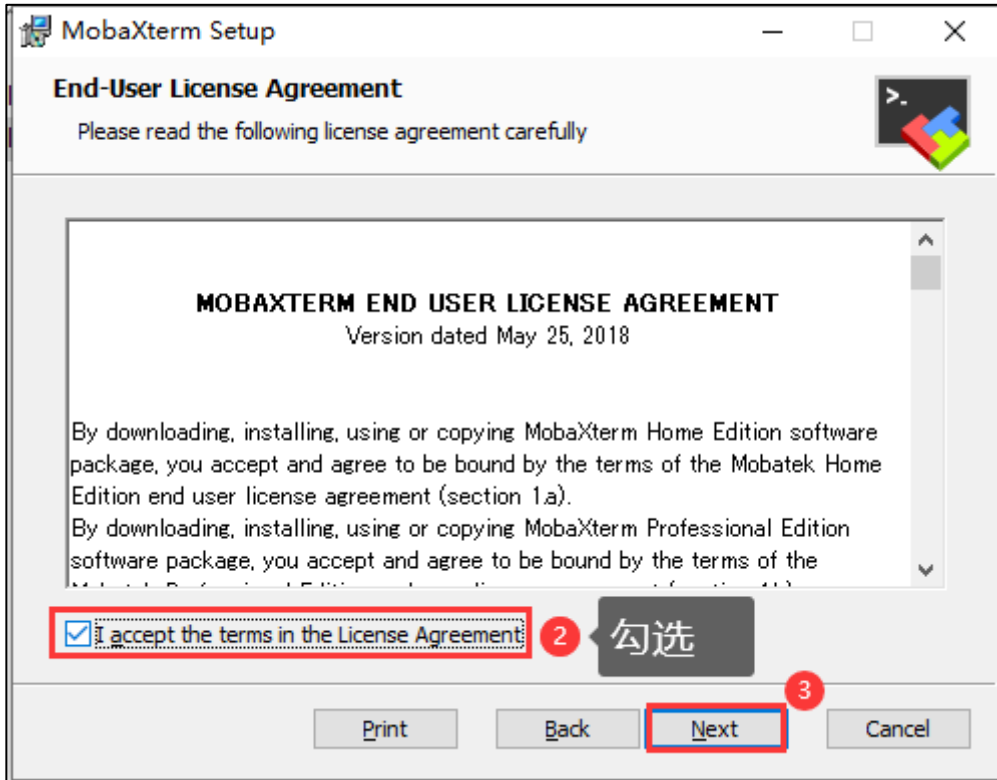 MobaXterm Setup
End-User License Agreement
Please read the following license agreement carefully
>.
MOBAXTERM END USER LICENSE AGREEMENT
Version dated May 25, 2018
By downloading, installing, using or copying MobaXterm Home Edition software
package, you accept and agree to be bound by the terms of the Mobatek Home
Edition end user license agreement (section 1.a).
By downloading, installing, using or copying MobaXterm Professional Edition
software package, you accept and agree to be bound by the terms of the
I accept the terms in the License Agreement 2 勾选
3
Print Back Next Cancel